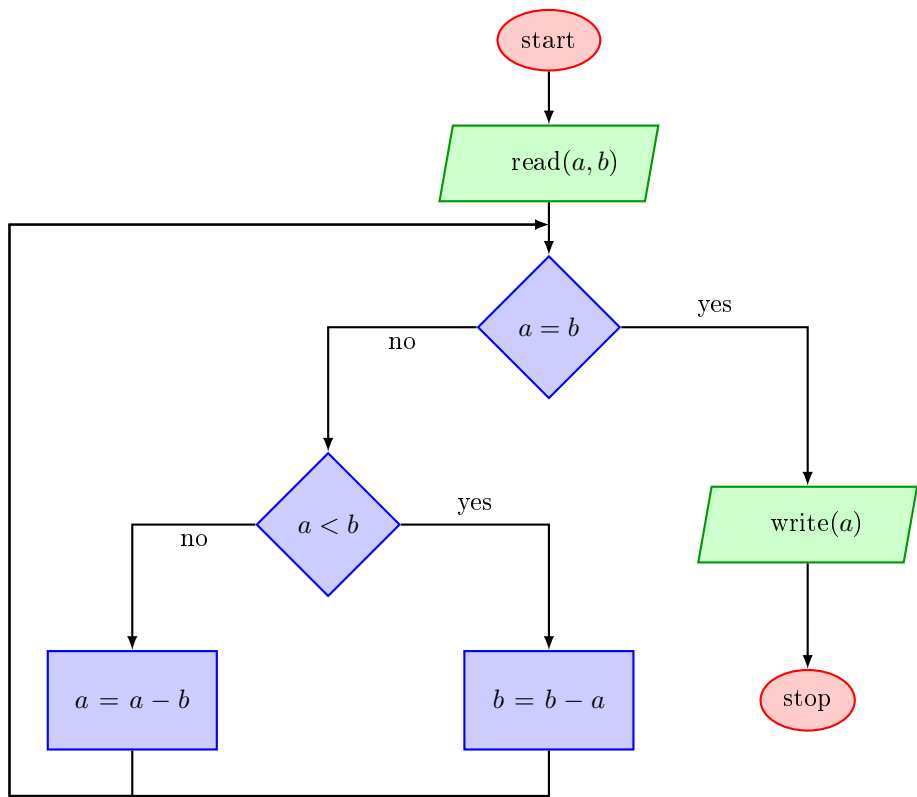 start
read(a, b)
a = b
yes
no
a < b
yes
no
write(a)
a = a − b
b = b − a
stop